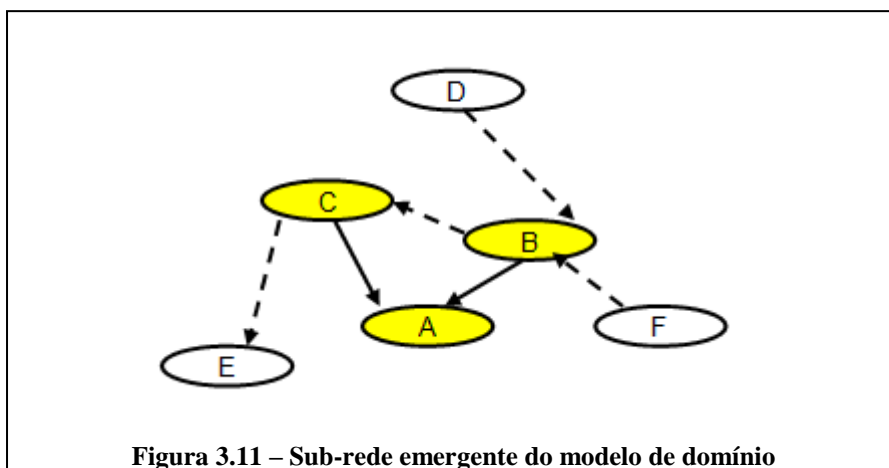 D
C
B
A
F
E
Figura 3.11 – Sub-rede emergente do modelo de domínio